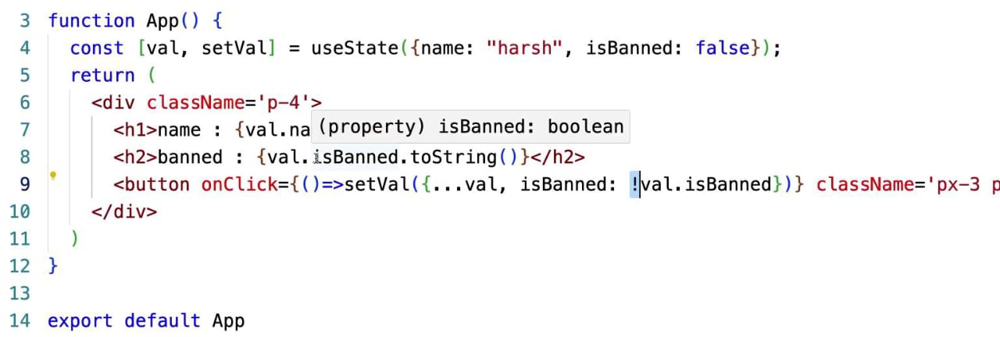 3 function App() {
4 const [val, setVal] = useState({name: "harsh", isBanned: false});
5 return (
6 <div className='p-4'>
7 <h1>name : {val.na
(property) isBanned: boolean
8 <h2>banned : {val.isBanned.toString()}</h2>
9 <button onClick={()=>setVal({...val, isBanned: !val.isBanned})} className='px-3 p
10 </div>
11 )
12 }
13
14 export default App